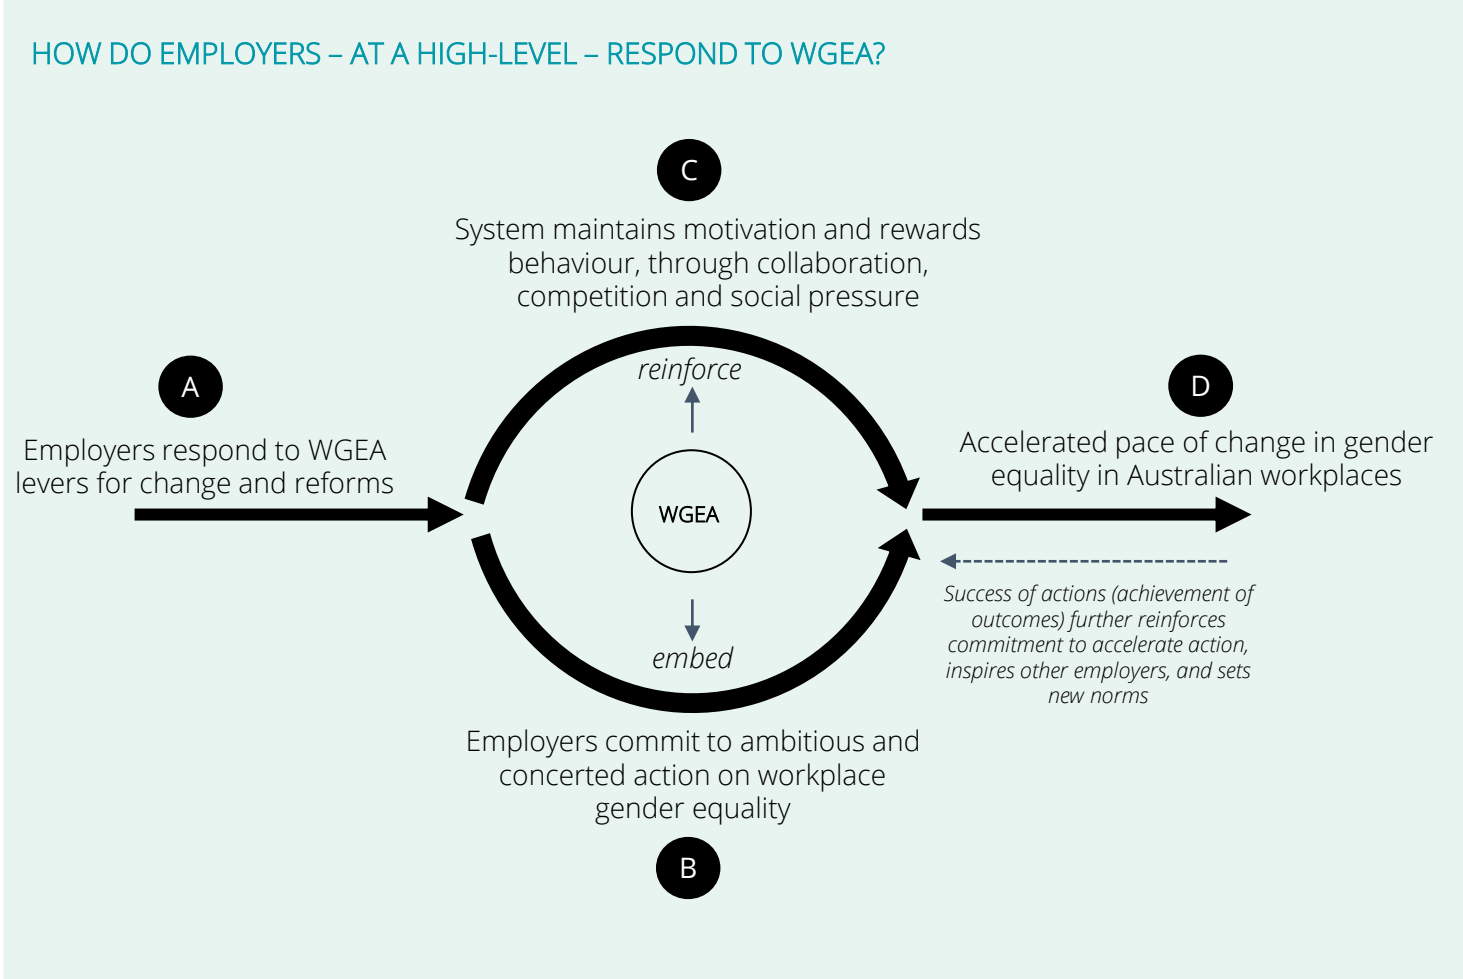 HOW DO EMPLOYERS – AT A HIGH-LEVEL – RESPOND TO WGEA?
C
System maintains motivation and rewards
behaviour, through collaboration,
competition and social pressure
reinforce
A
Employers respond to WGEA
levers for change and reforms
WGEA
D
Accelerated pace of change in gender
equality in Australian workplaces
Success of actions (achievement of
outcomes) further reinforces
commitment to accelerate action,
inspires other employers, and sets
new norms
embed
Employers commit to ambitious and
concerted action on workplace
gender equality
B